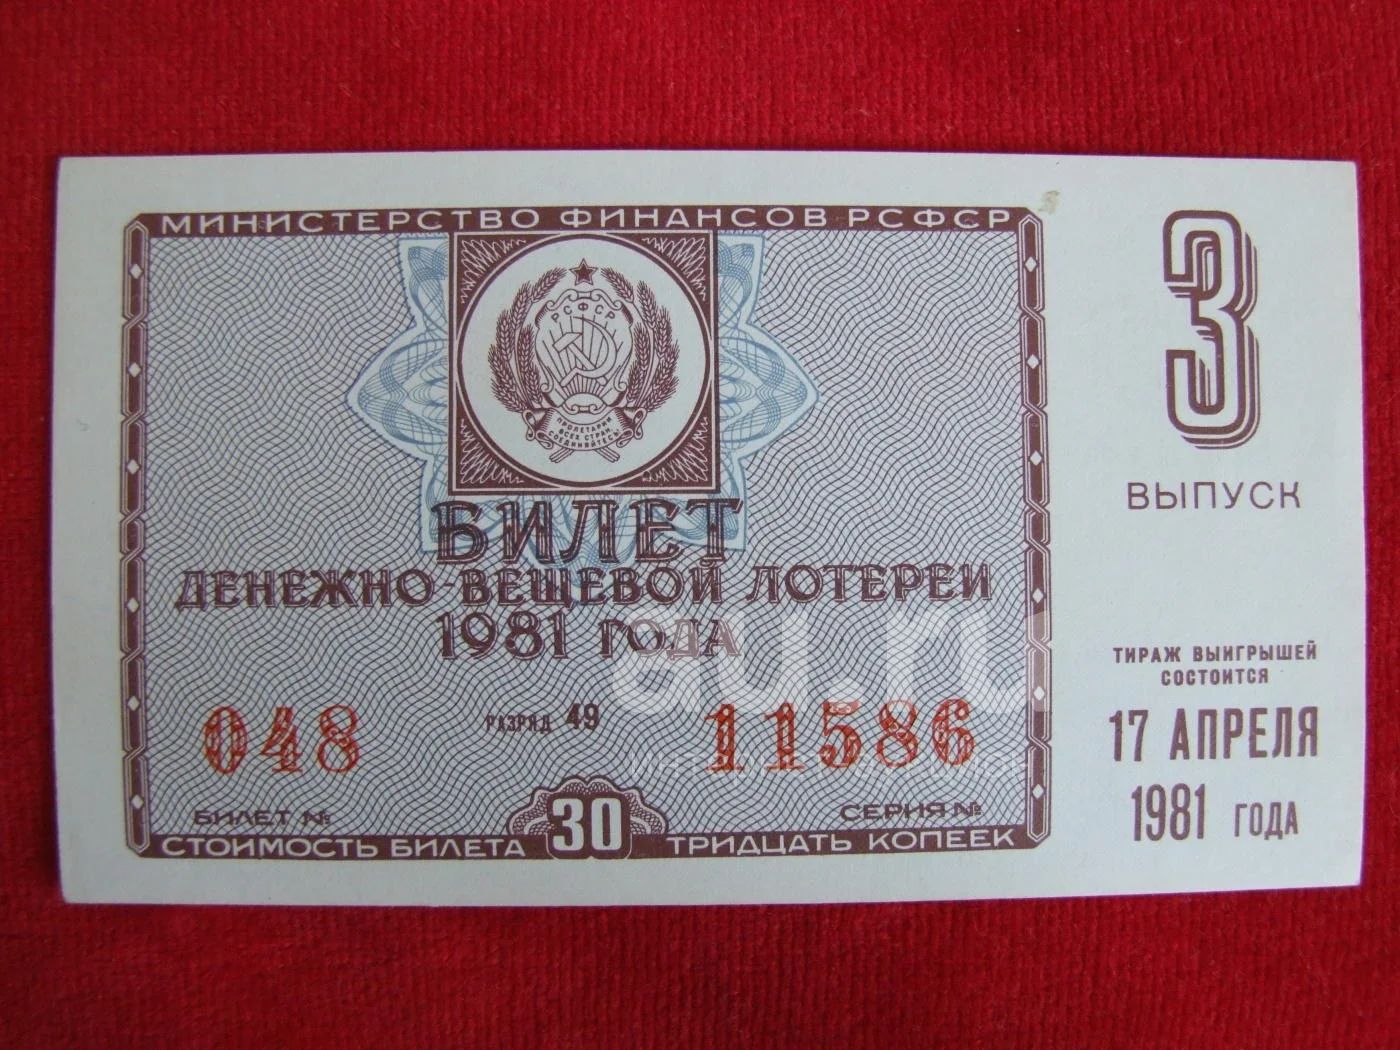 МИНИСТЕРСТВО ФИНАНСОВ РСФСР
РСФСР
ПРОЛЕТАРИИ
ВСЕХ СТРАН,
СОЕДИНЯЙТЕСЬ!
БИЛЕТ
ДЕНЕЖНО-ВЕЩЕВОЙ ЛОТЕРЕИ
1981 ГОДА
048 РАЗРЯД 49 11586
БИЛЕТ № СЕРИЯ №
СТОИМОСТЬ БИЛЕТА 30 ТРИДЦАТЬ КОПЕЕК
3
ВЫПУСК
ТИРАЖ ВЫИГРЫШЕЙ
СОСТОИТСЯ
17 АПРЕЛЯ
1981 ГОДА